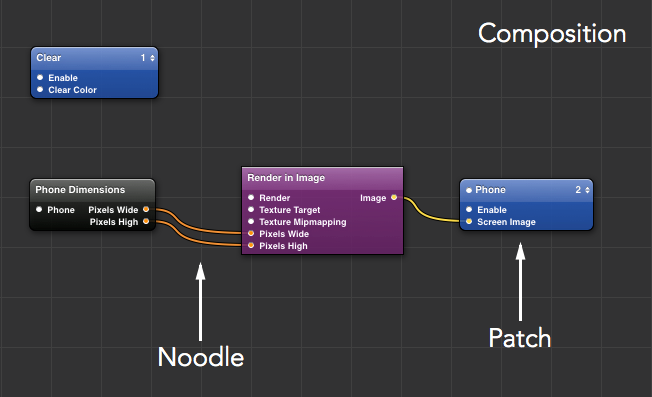 Composition
Clear 1
Enable
Clear Color
Phone Dimensions
Phone Pixels Wide
Pixels High
Render in Image
Render Image
Texture Target
Texture Mipmapping
Pixels Wide
Pixels High
Phone 2
Enable
Screen Image
Noodle
Patch